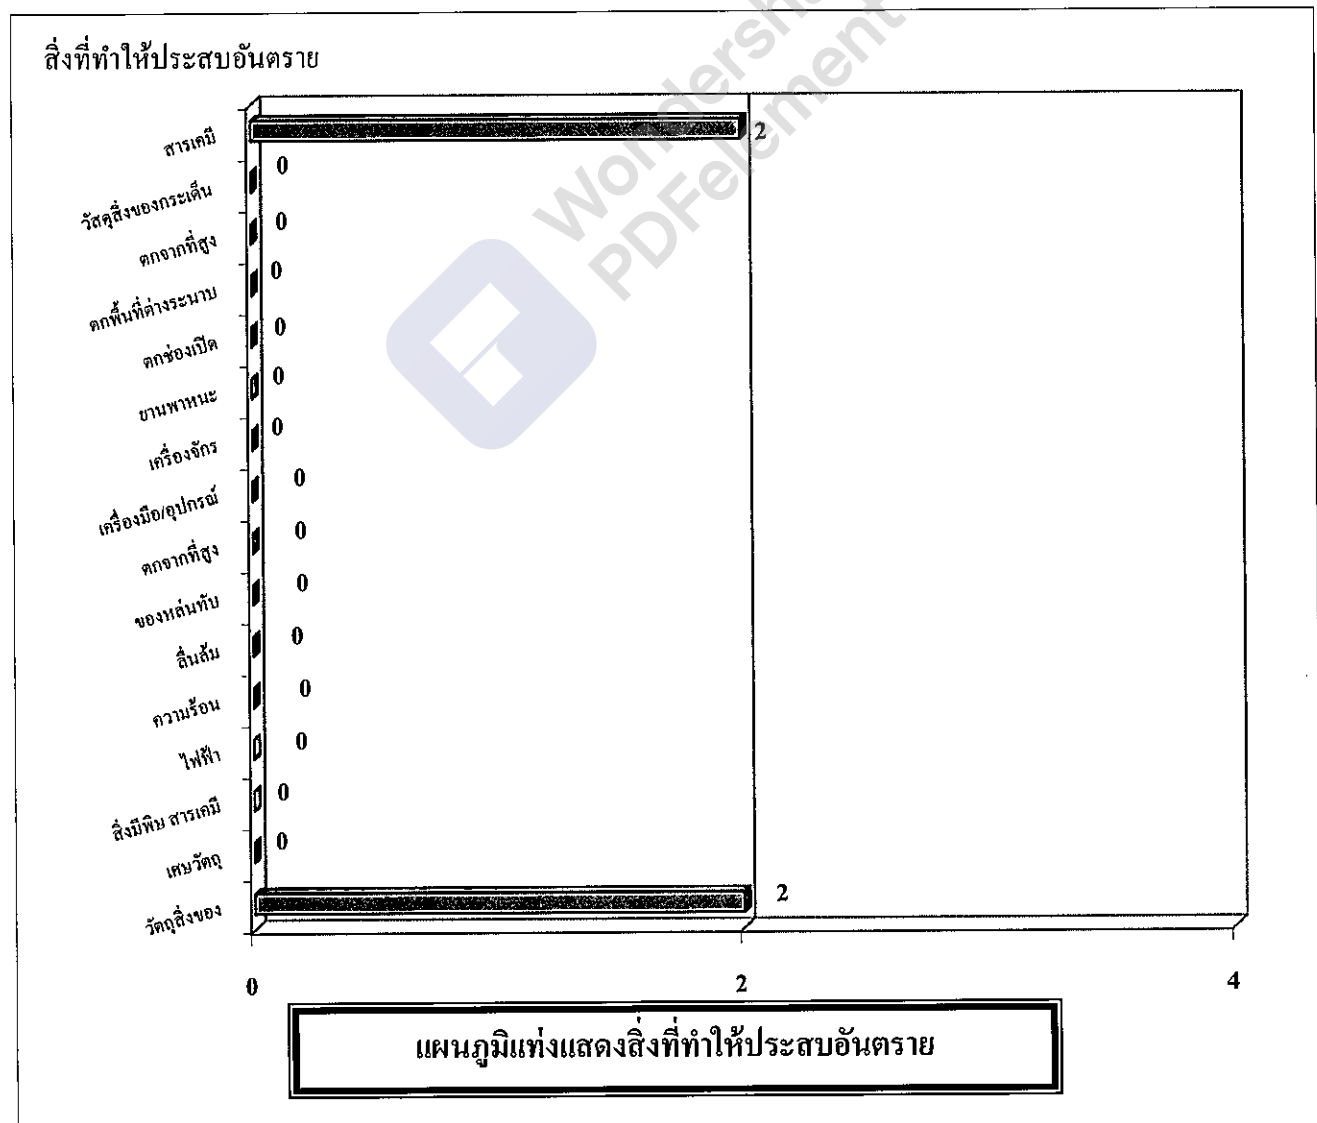 สิ่งที่ทำให้ประสบอันตราย
สารเคมี
2
วัสดุสิ่งของกระเด็น
0
ตกจากที่สูง
0
ตกพื้นที่ต่างระนาบ
0
ตกช่องเปิด
0
ยานพาหนะ
0
เครื่องจักร
0
เครื่องมือ/อุปกรณ์
0
ตกจากที่สูง
0
ของหล่นทับ
0
ลื่นล้ม
0
ความร้อน
0
ไฟฟ้า
0
สิ่งมีพิษ สารเคมี
0
เศษวัตถุ
0
วัตถุสิ่งของ
2
0 2 4
แผนภูมิแท่งแสดงสิ่งที่ทำให้ประสบอันตราย
Wondersha
PDFelement